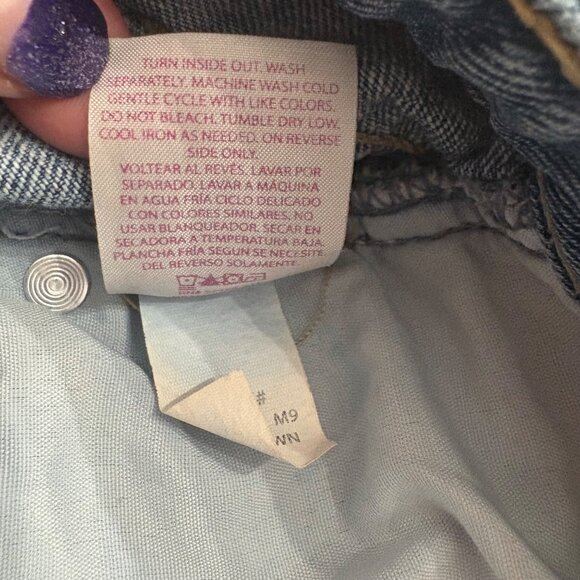 TURN INSIDE OUT. WASH
SEPARATELY. MACHINE WASH COLD
GENTLE CYCLE WITH LIKE COLORS.
DO NOT BLEACH. TUMBLE DRY LOW.
COOL IRON AS NEEDED. ON REVERSE
SIDE ONLY.
VOLTEAR AL REVÉS. LAVAR POR
SEPARADO. LAVAR A MÁQUINA
EN AGUA FRÍA CICLO DELICADO
CON COLORES SIMILARES. NO
USAR BLANQUEADOR. SECAR EN
SECADORA A TEMPERATURA BAJA.
PLANCHA FRÍA SEGUN SE NECESITE
DEL REVERSO SOLAMENTE.
#
M9
WN